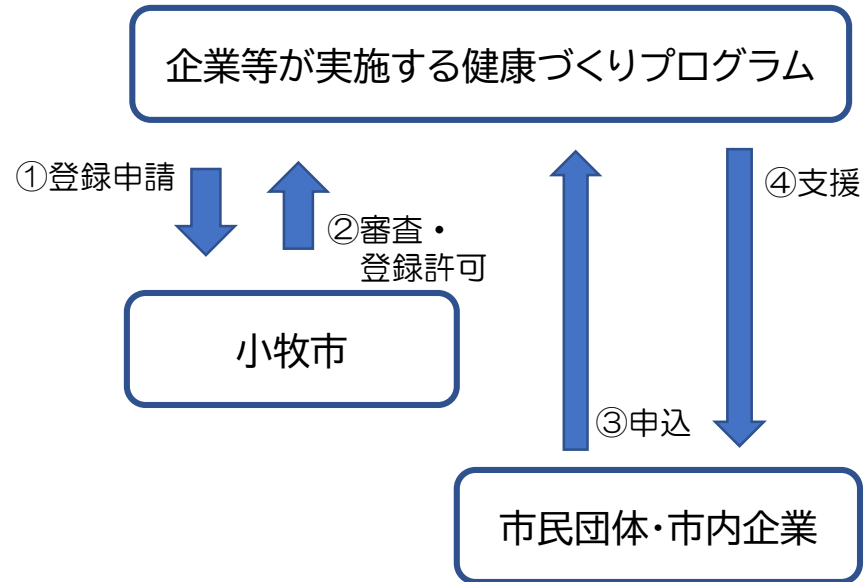 企業等が実施する健康づくりプログラム
①登録申請
④支援
②審査・
登録許可
小牧市
③申込
市民団体・市内企業